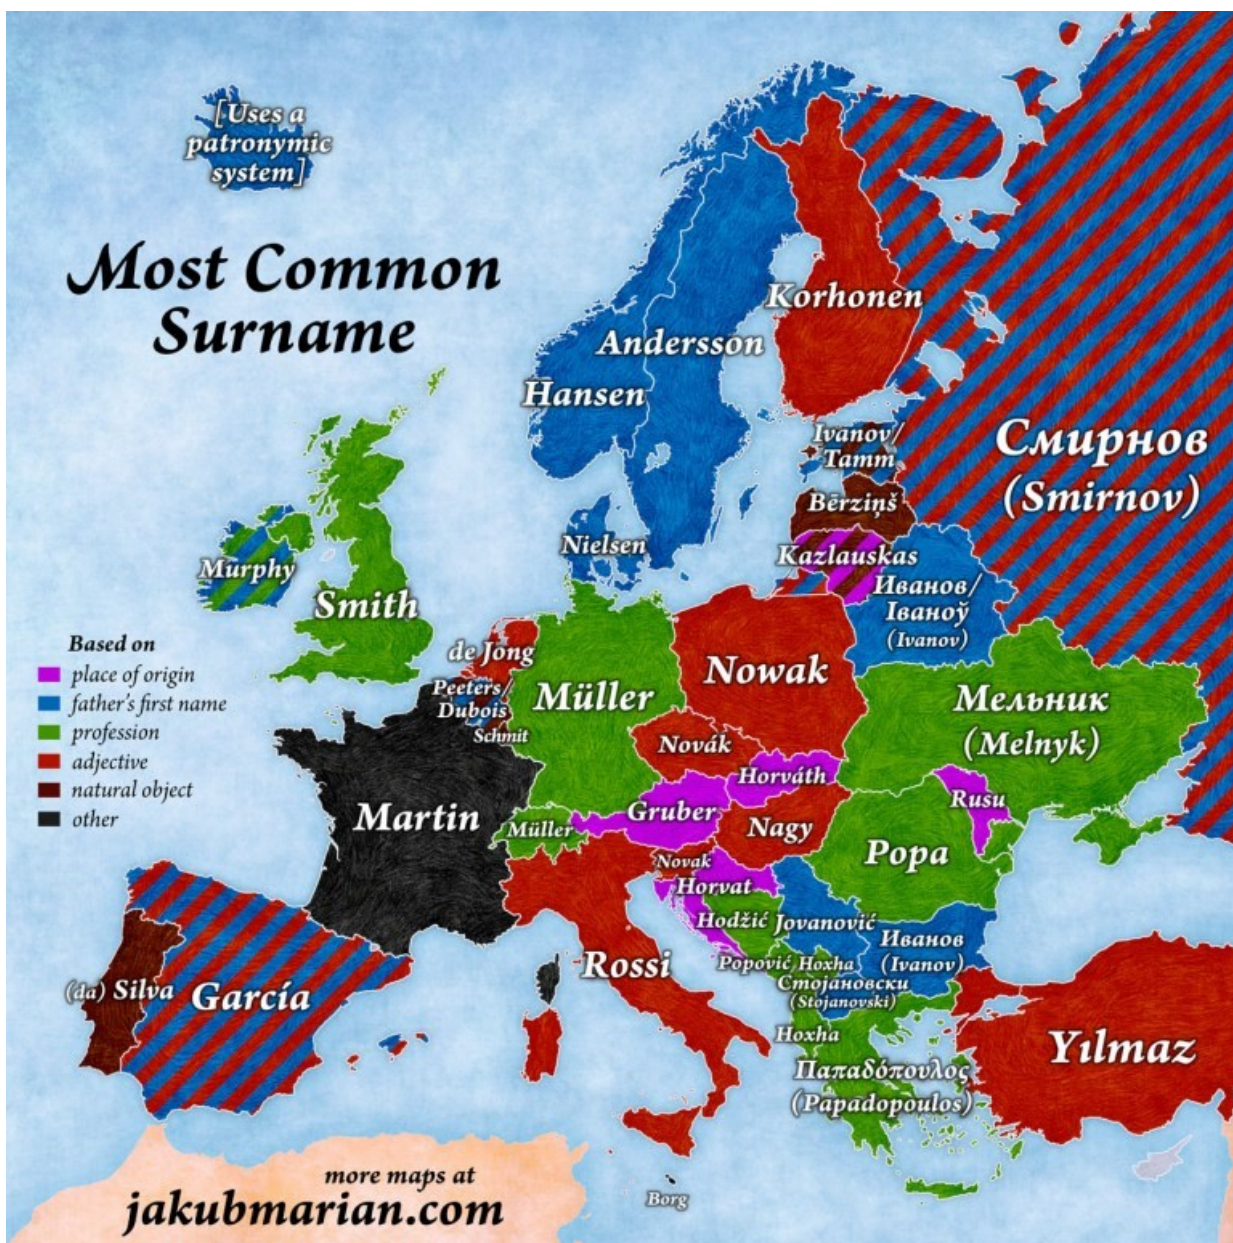 [Uses a
patronymic
system]
Most Common
Surname
Korhonen
Andersson
Hansen
Ivanov/
Tamm
Смирнов
(Smirnov)
Bērziņš
Nielsen
Kazlauskas
Murphy
Иванов/
Іваноў
(Ivanov)
Smith
Based on
place of origin
father's first name
profession
adjective
natural object
other
de Jong
Peeters/
Dubois
Schmit
Müller
Nowak
Мельник
(Melnyk)
Novák
Horváth
Martin
Müller
Gruber
Nagy
Rusu
Popa
Novak
Horvat
Hodžić
Jovanović
Иванов
(Ivanov)
Popović
Hoxha
Стојановски
(Stojanovski)
(da) Silva
García
Rossi
Hoxha
Yılmaz
Παπαδόπουλος
(Papadopoulos)
Borg
more maps at
jakubmarian.com